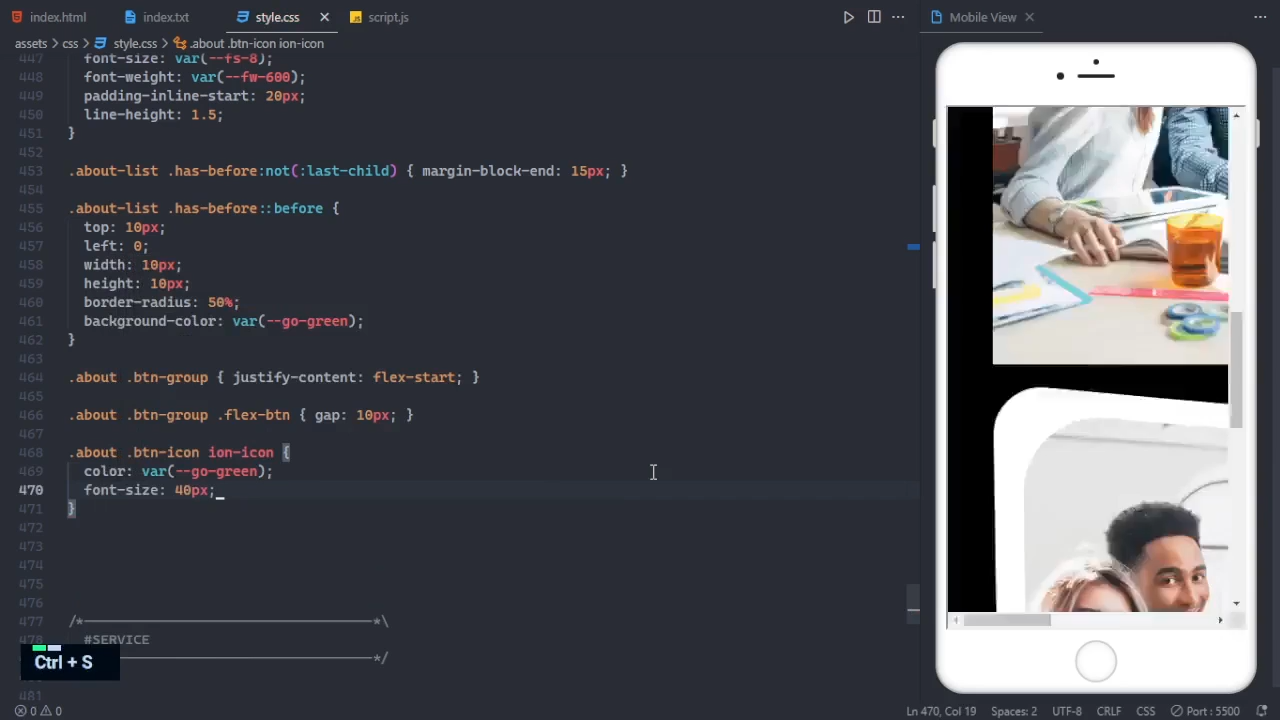 index.html
index.txt
style.css
script.js
Mobile View
assets > css > style.css > .about .btn-icon ion-icon
447 font-size: var(--fs-8);
448 font-weight: var(--fw-600);
449 padding-inline-start: 20px;
450 line-height: 1.5;
451 }
452
453 .about-list .has-before:not(:last-child) { margin-block-end: 15px; }
454
455 .about-list .has-before::before {
456 top: 10px;
457 left: 0;
458 width: 10px;
459 height: 10px;
460 border-radius: 50%;
461 background-color: var(--go-green);
462 }
463
464 .about .btn-group { justify-content: flex-start; }
465
466 .about .btn-group .flex-btn { gap: 10px; }
467
468 .about .btn-icon ion-icon {
469 color: var(--go-green);
470 font-size: 40px;
471 }
472
473
474
475
476
477 /*-----------------------------------*\
478 #SERVICE
-----------------------------------*/
481
Ctrl + S
0 0 Ln 470, Col 19 Spaces: 2 UTF-8 CRLF CSS Port : 5500